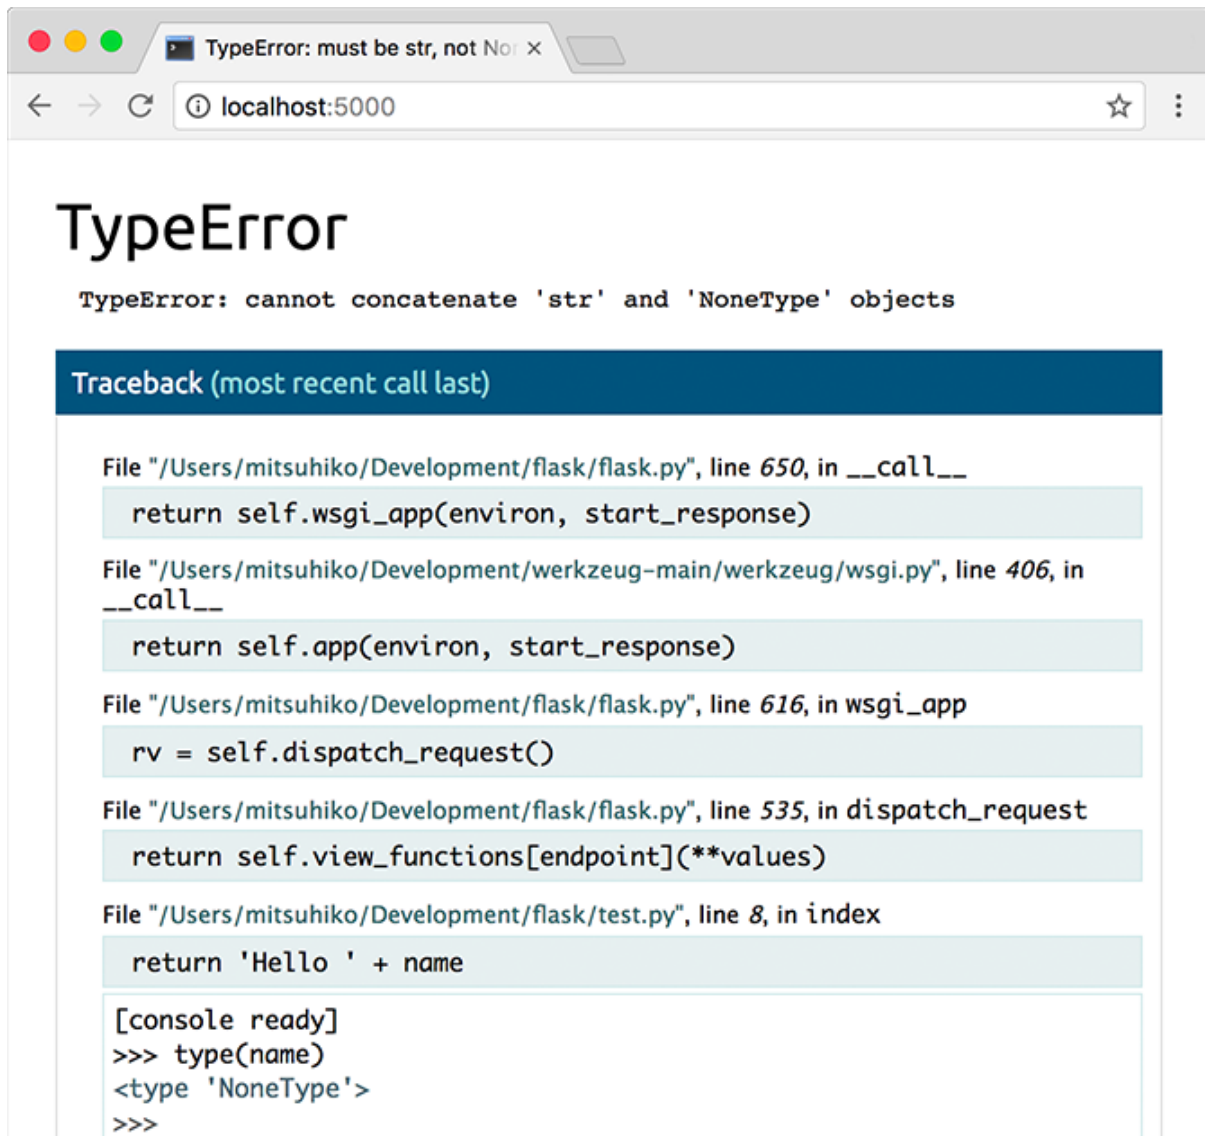 TypeError: must be str, not Nor
localhost:5000
TypeError
TypeError: cannot concatenate 'str' and 'NoneType' objects
Traceback (most recent call last)
File "/Users/mitsuhiko/Development/flask/flask.py", line 650, in __call__
return self.wsgi_app(environ, start_response)
File "/Users/mitsuhiko/Development/werkzeug-main/werkzeug/wsgi.py", line 406, in
__call__
return self.app(environ, start_response)
File "/Users/mitsuhiko/Development/flask/flask.py", line 616, in wsgi_app
rv = self.dispatch_request()
File "/Users/mitsuhiko/Development/flask/flask.py", line 535, in dispatch_request
return self.view_functions[endpoint](**values)
File "/Users/mitsuhiko/Development/flask/test.py", line 8, in index
return 'Hello ' + name
[console ready]
>>> type(name)
<type 'NoneType'>
>>>